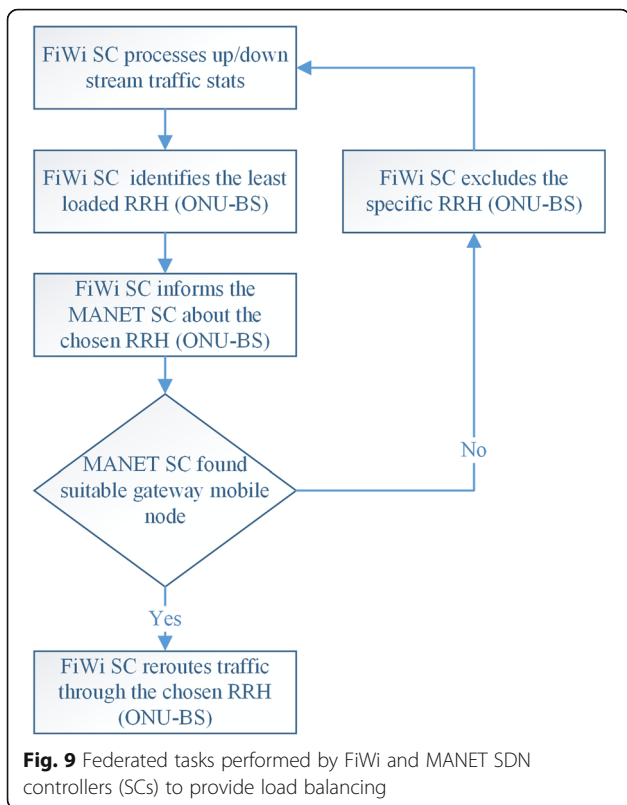 FiWi SC processes up/down
stream traffic stats
FiWi SC identifies the least
loaded RRH (ONU-BS)
FiWi SC excludes the
specific RRH (ONU-BS)
FiWi SC informs the
MANET SC about the
chosen RRH (ONU-BS)
MANET SC found
suitable gateway mobile
node
No
Yes
FiWi SC reroutes traffic
through the chosen RRH
(ONU-BS)
Fig. 9 Federated tasks performed by FiWi and MANET SDN
controllers (SCs) to provide load balancing